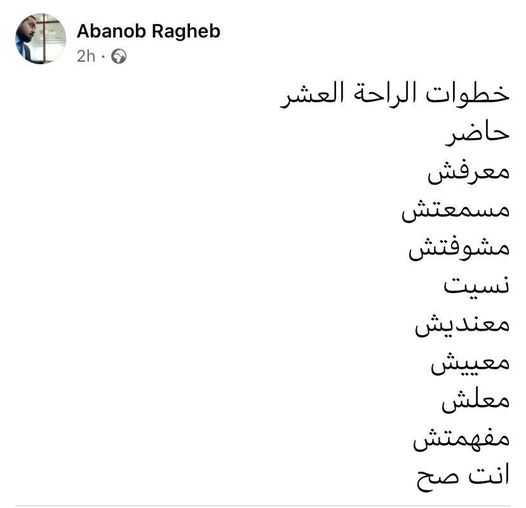 Abanob Ragheb
2h ·
خطوات الراحة العشر
حاضر
معرفش
مسمعتش
مشوفتش
نسيت
معنديش
معييش
معلش
مفهمتش
انت صح